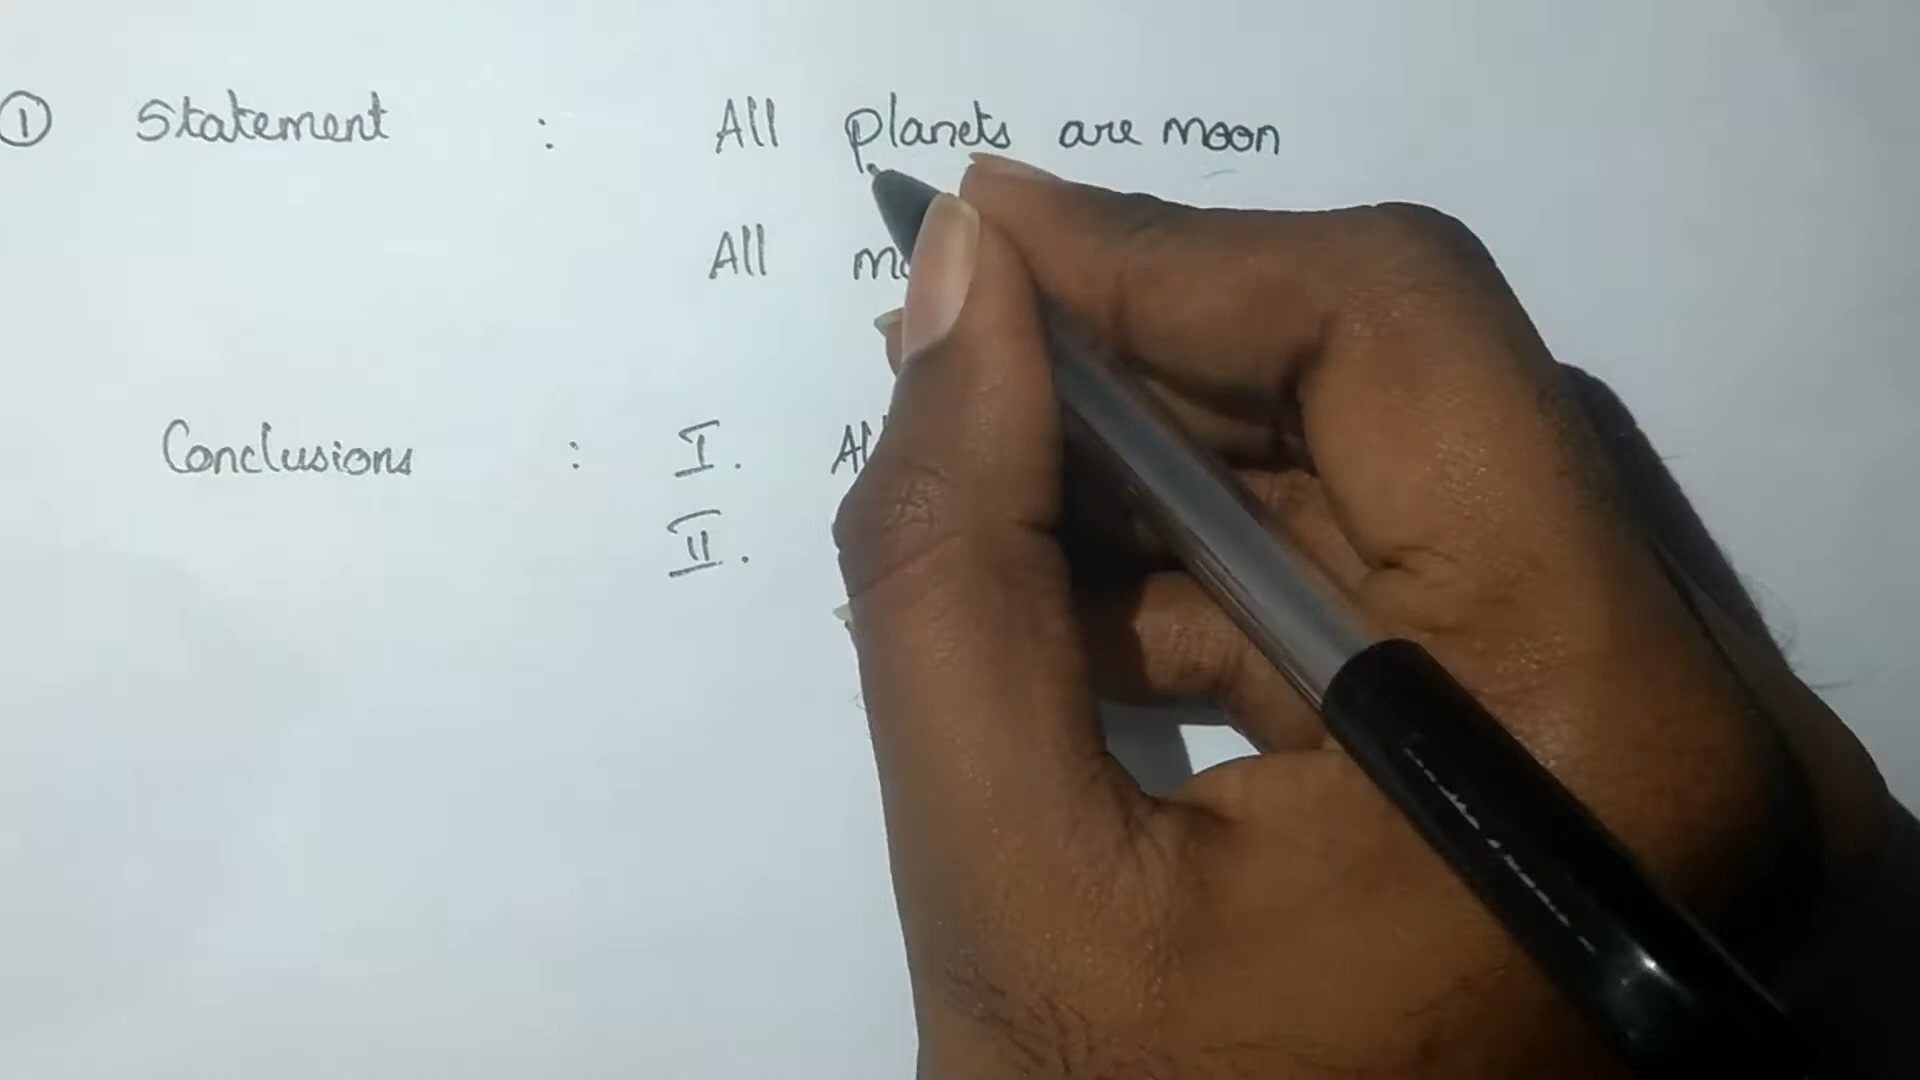 ① Statement : All planets are moon
All
Conclusions : I.
II.